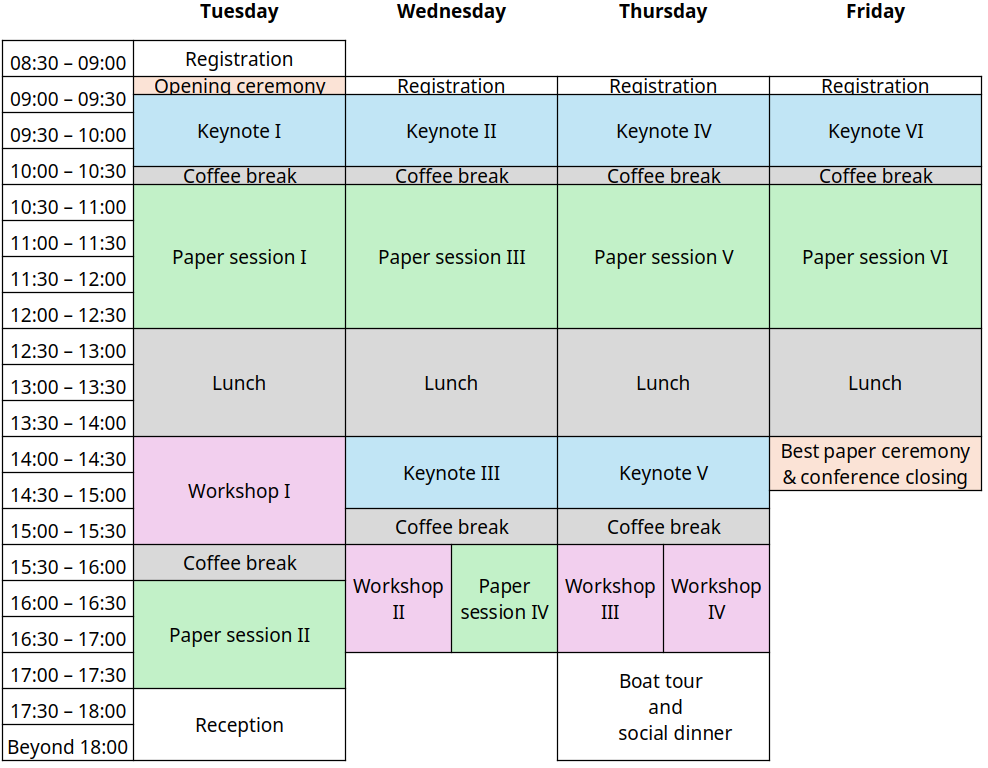 Tuesday Wednesday Thursday Friday
08:30 – 09:00 Registration
09:00 – 09:30 Opening ceremony Registration Registration Registration
09:30 – 10:00 Keynote I Keynote II Keynote IV Keynote VI
10:00 – 10:30 Coffee break Coffee break Coffee break Coffee break
10:30 – 11:00
11:00 – 11:30
Paper session I Paper session III Paper session V Paper session VI
11:30 – 12:00
12:00 – 12:30
12:30 – 13:00
13:00 – 13:30 Lunch Lunch Lunch Lunch
13:30 – 14:00
14:00 – 14:30 Best paper ceremony
Keynote III Keynote V & conference closing
14:30 – 15:00 Workshop I
15:00 – 15:30 Coffee break Coffee break
15:30 – 16:00 Coffee break
16:00 – 16:30 Workshop Paper Workshop Workshop
II session IV III IV
16:30 – 17:00 Paper session II
17:00 – 17:30 Boat tour
17:30 – 18:00 and
Reception social dinner
Beyond 18:00